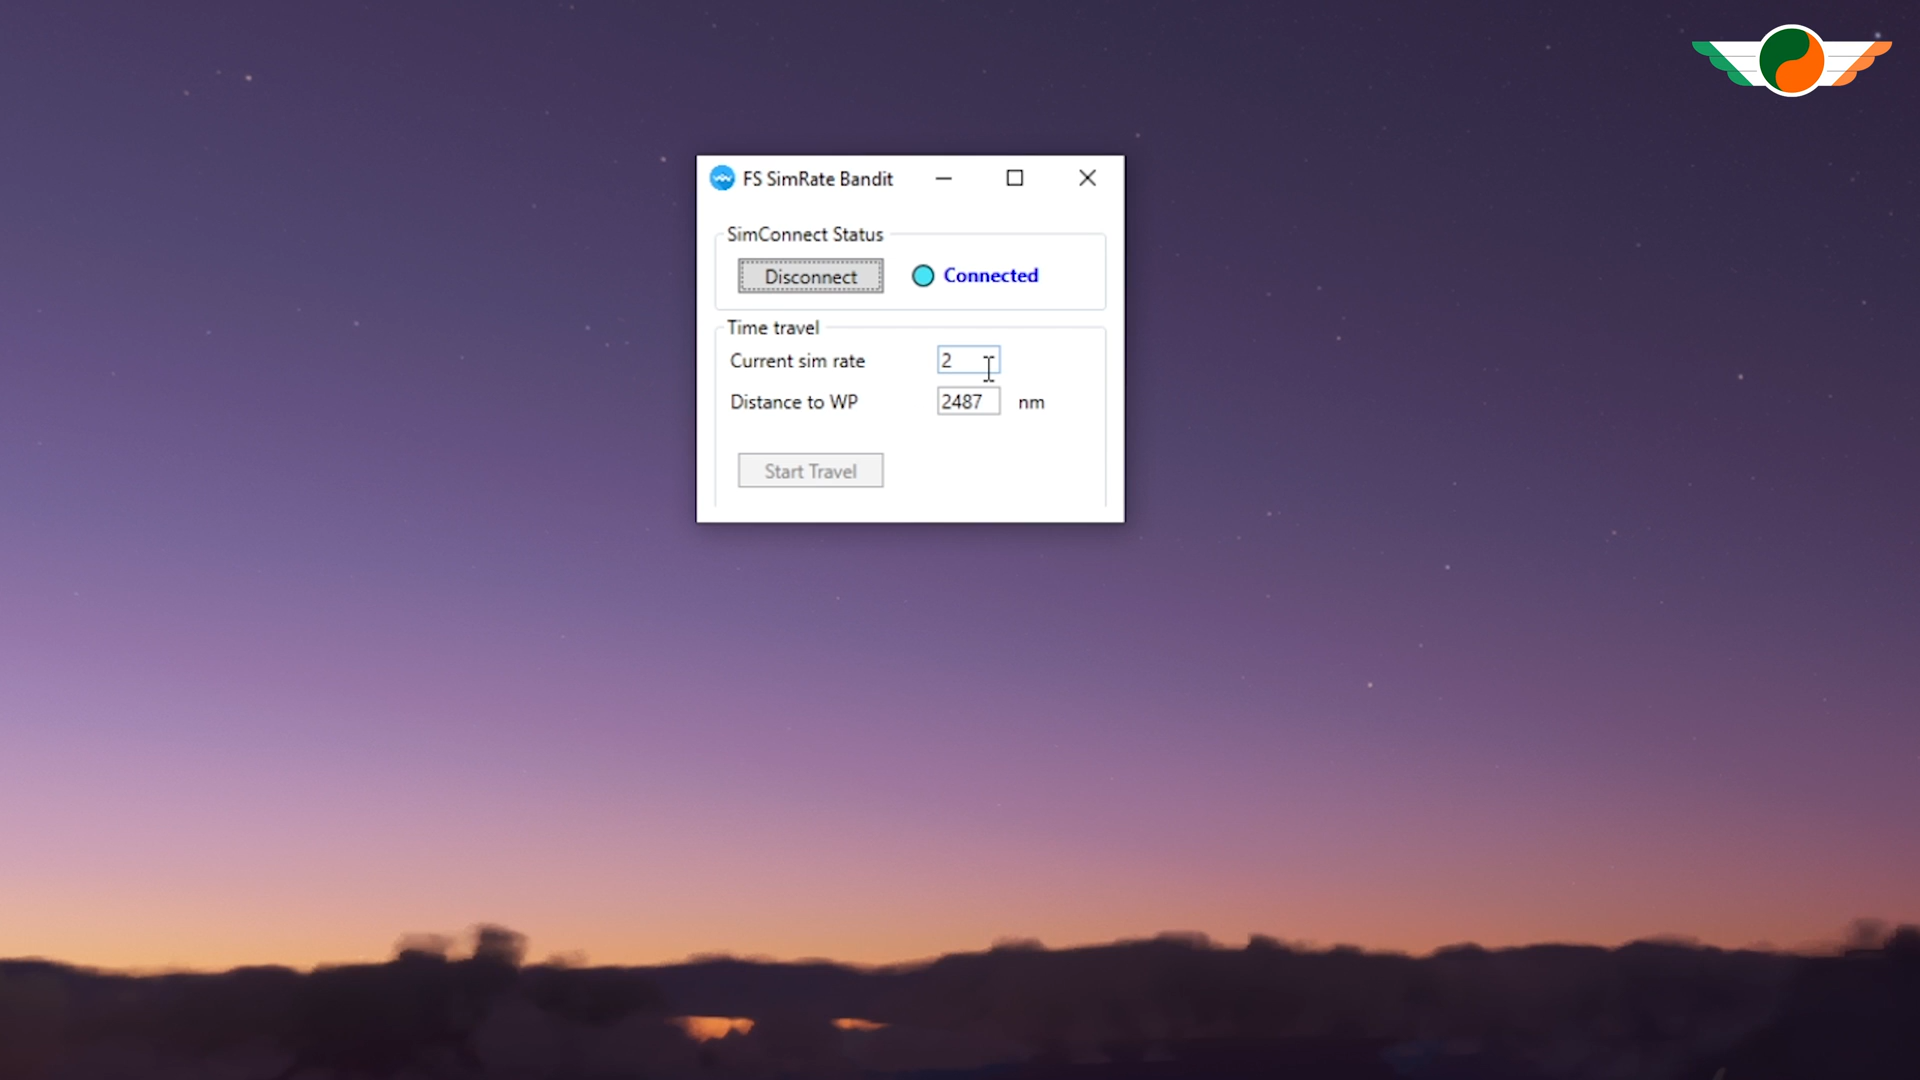 FS SimRate Bandit
SimConnect Status
Disconnect
Connected
Time travel
Current sim rate 2
Distance to WP 2487 nm
Start Travel